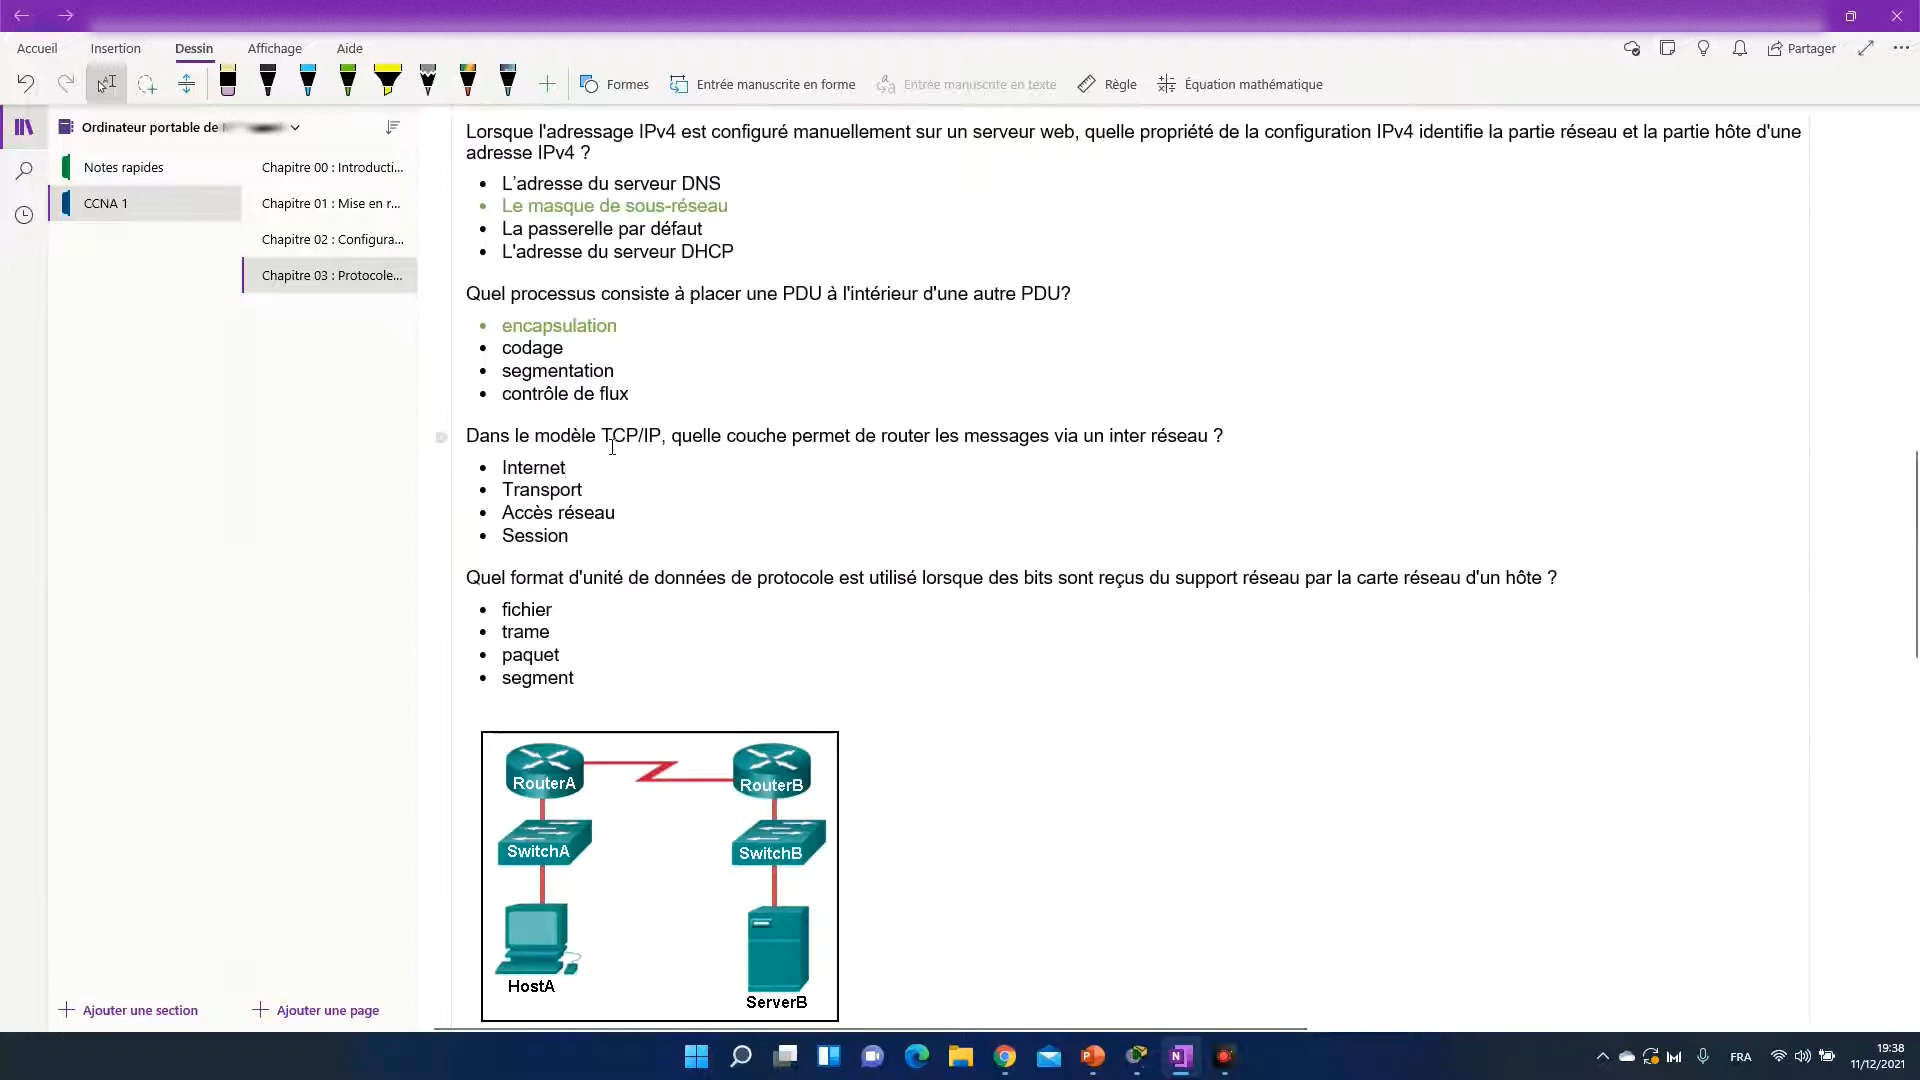 Accueil Insertion Dessin Affichage Aide Partager
Formes Entrée manuscrite en forme Entrée manuscrite en texte Règle Équation mathématique
Ordinateur portable de
Notes rapides
CCNA 1
Chapitre 00 : Introducti...
Chapitre 01 : Mise en r...
Chapitre 02 : Configura...
Chapitre 03 : Protocole...
Lorsque l'adressage IPv4 est configuré manuellement sur un serveur web, quelle propriété de la configuration IPv4 identifie la partie réseau et la partie hôte d'une
adresse IPv4 ?
• L'adresse du serveur DNS
• Le masque de sous-réseau
• La passerelle par défaut
• L'adresse du serveur DHCP
Quel processus consiste à placer une PDU à l'intérieur d'une autre PDU?
• encapsulation
• codage
• segmentation
• contrôle de flux
Dans le modèle TCP/IP, quelle couche permet de router les messages via un inter réseau ?
• Internet
• Transport
• Accès réseau
• Session
Quel format d'unité de données de protocole est utilisé lorsque des bits sont reçus du support réseau par la carte réseau d'un hôte ?
• fichier
• trame
• paquet
• segment
RouterA RouterB
SwitchA SwitchB
HostA
ServerB
Ajouter une section Ajouter une page
FRA
19:38
11/12/2021